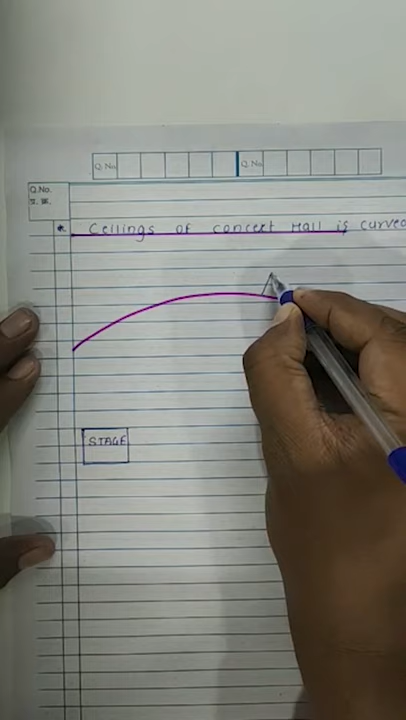 Q.No. Q.No.
Q.No.
* Ceilings of concert Hall is curved
STAGE